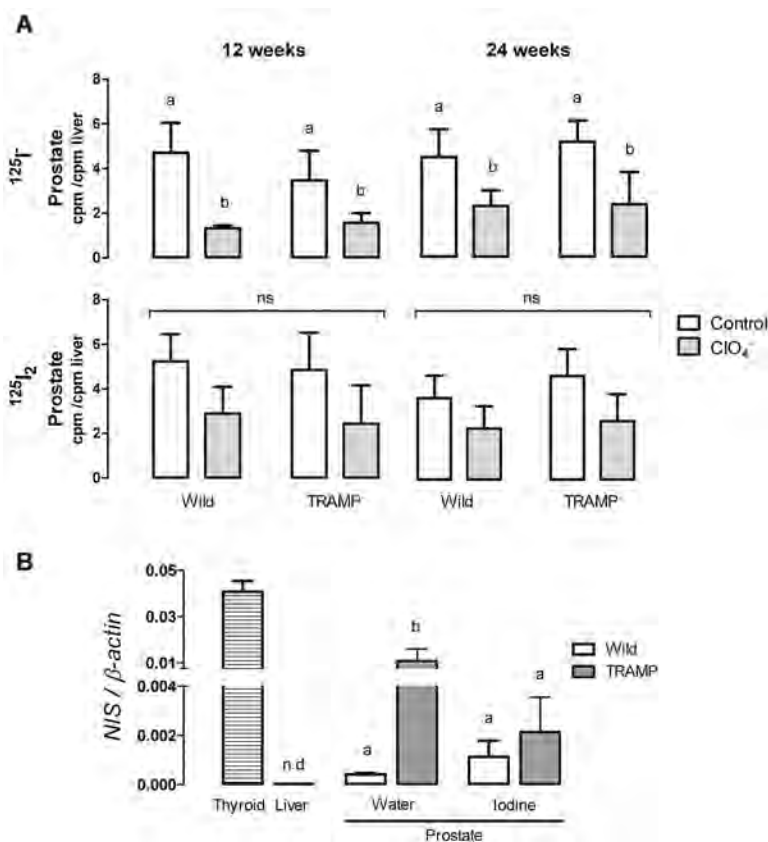 A
12 weeks
24 weeks
125I-
Prostate
cpm /cpm liver
8
6
4
2
0
a
b
a
b
a
b
a
b
125I2
Prostate
cpm /cpm liver
8
6
4
2
0
ns
ns
Control
ClO4-
Wild
TRAMP
Wild
TRAMP
B
NIS / β-actin
0.05
0.03
0.01
0.004
0.002
0.000
n d
a
b
a
a
Wild
TRAMP
Thyroid
Liver
Water
Iodine
Prostate